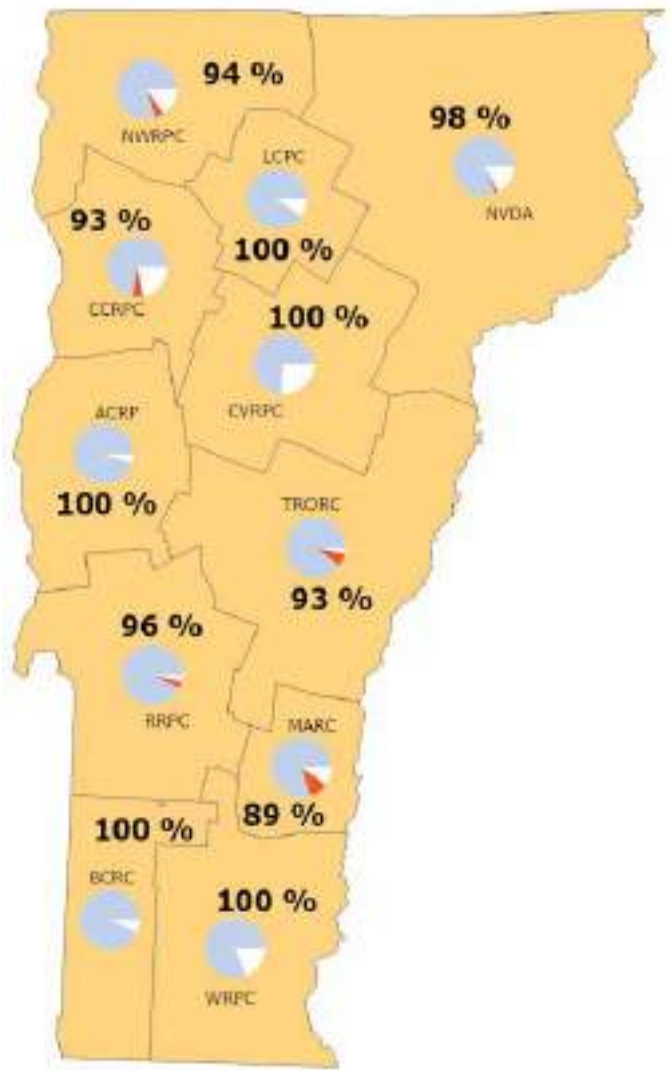 94 %
NWRPC
98 %
NVDA
LCPC
100 %
93 %
CCRPC
100 %
CVRPC
ACRP
100 %
TRORC
93 %
96 %
RRPC
MARC
89 %
100 %
BCRC
100 %
WRPC